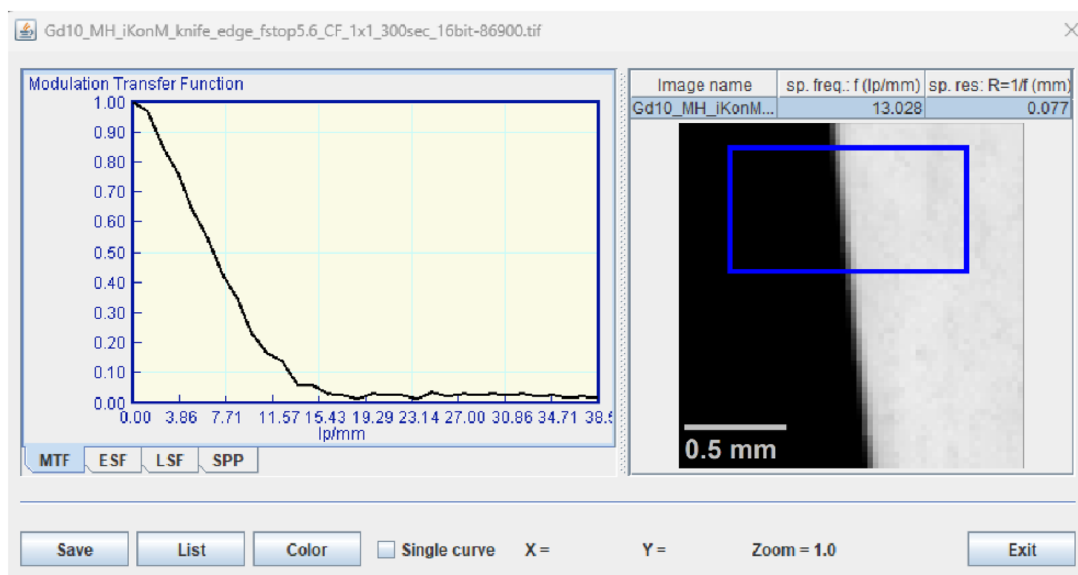 Gd10_MH_iKonM_knife_edge_fstop5.6_CF_1x1_300sec_16bit-86900.tif
Modulation Transfer Function
1.00
0.90
0.80
0.70
0.60
0.50
0.40
0.30
0.20
0.10
0.00
0.00 3.86 7.71 11.57 15.43 19.29 23.14 27.00 30.86 34.71 38.
lp/mm
MTF ESF LSF SPP
Image name sp. freq.: f (lp/mm) sp. res: R=1/f (mm)
Gd10_MH_iKonM... 13.028 0.077
0.5 mm
Save List Color Single curve X = Y = Zoom = 1.0 Exit